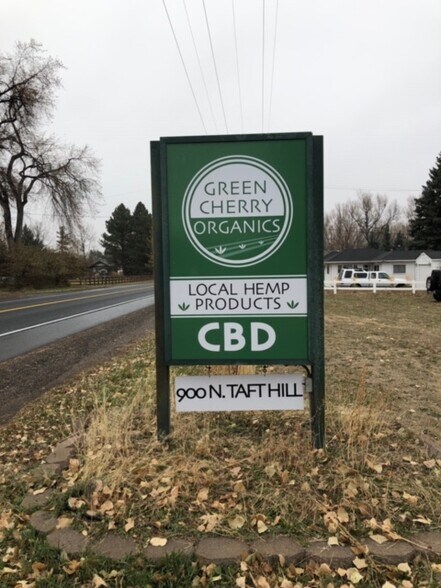 GREEN
CHERRY
ORGANICS
LOCAL HEMP
PRODUCTS
CBD
900 N. TAFT HILL